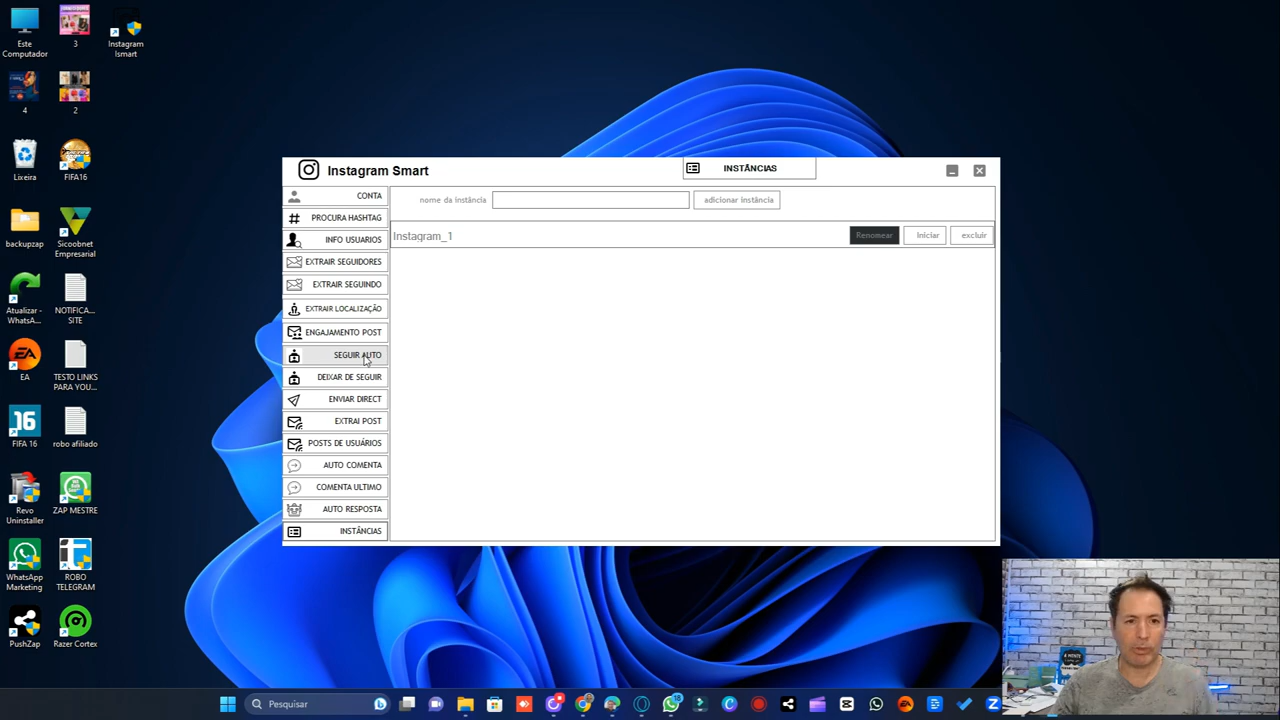 Este
Computador
3
Instagram
Ismart
4
2
Lixeira
FIFA16
backupzap
Sicoobnet
Empresarial
Atualizar -
WhatsA...
NOTIFICA...
SITE
EA
TESTO LINKS
PARA YOU...
16
FIFA 16
robo afiliado
Revo
Uninstaller
ZAP MESTRE
WhatsApp
Marketing
ROBO
TELEGRAM
PushZap
Razer Cortex
Instagram Smart
INSTÂNCIAS
CONTA
PROCURA HASHTAG
INFO USUARIOS
EXTRAIR SEGUIDORES
EXTRAIR SEGUINDO
EXTRAIR LOCALIZAÇÃO
ENGAJAMENTO POST
SEGUIR AUTO
DEIXAR DE SEGUIR
ENVIAR DIRECT
EXTRAI POST
POSTS DE USUÁRIOS
AUTO COMENTA
COMENTA ULTIMO
AUTO RESPOSTA
INSTÂNCIAS
nome da instância
adicionar instância
Instagram_1
Renomear
Iniciar
excluir
Pesquisar
18